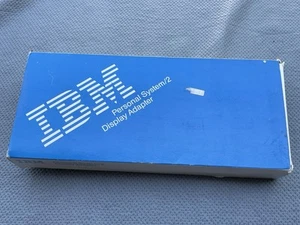 IBM
Personal System/2
Display Adapter